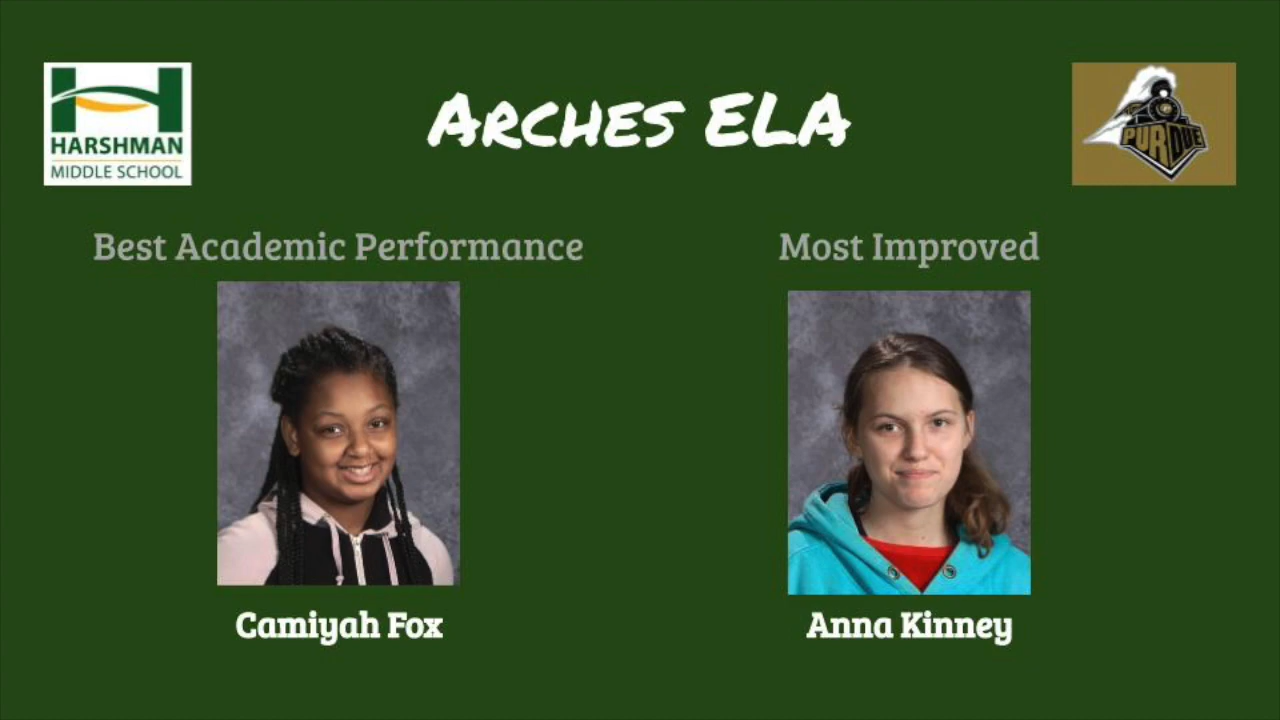 HARSHMAN
MIDDLE SCHOOL
ARCHES ELA
PURDUE
Best Academic Performance
Most Improved
Camiyah Fox
Anna Kinney